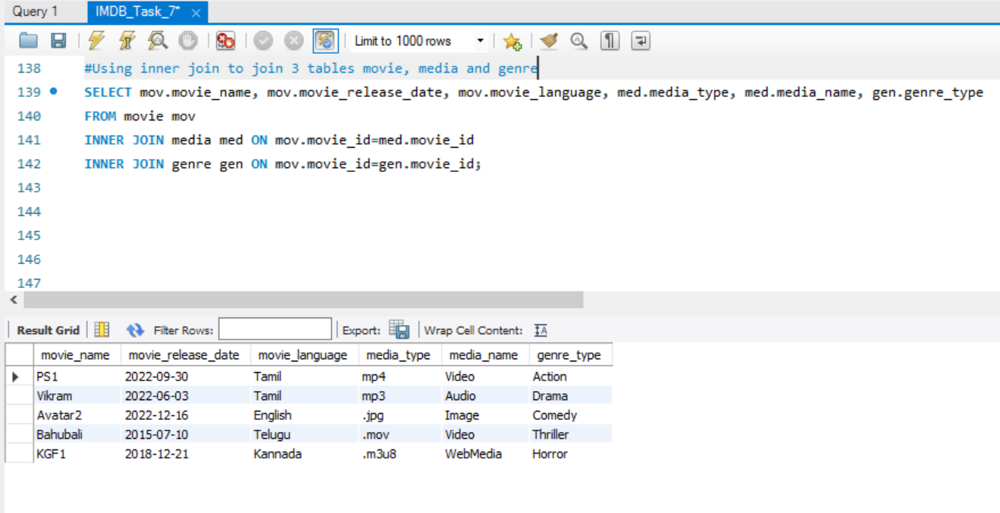 Query 1 IMDB_Task_7*
Limit to 1000 rows
138 #Using inner join to join 3 tables movie, media and genre
139 SELECT mov.movie_name, mov.movie_release_date, mov.movie_language, med.media_type, med.media_name, gen.genre_type
140 FROM movie mov
141 INNER JOIN media med ON mov.movie_id=med.movie_id
142 INNER JOIN genre gen ON mov.movie_id=gen.movie_id;
143
144
145
146
147
Result Grid Filter Rows: Export: Wrap Cell Content: IA
movie_name movie_release_date movie_language media_type media_name genre_type
PS1 2022-09-30 Tamil mp4 Video Action
Vikram 2022-06-03 Tamil mp3 Audio Drama
Avatar2 2022-12-16 English .jpg Image Comedy
Bahubali 2015-07-10 Telugu .mov Video Thriller
KGF1 2018-12-21 Kannada .m3u8 WebMedia Horror